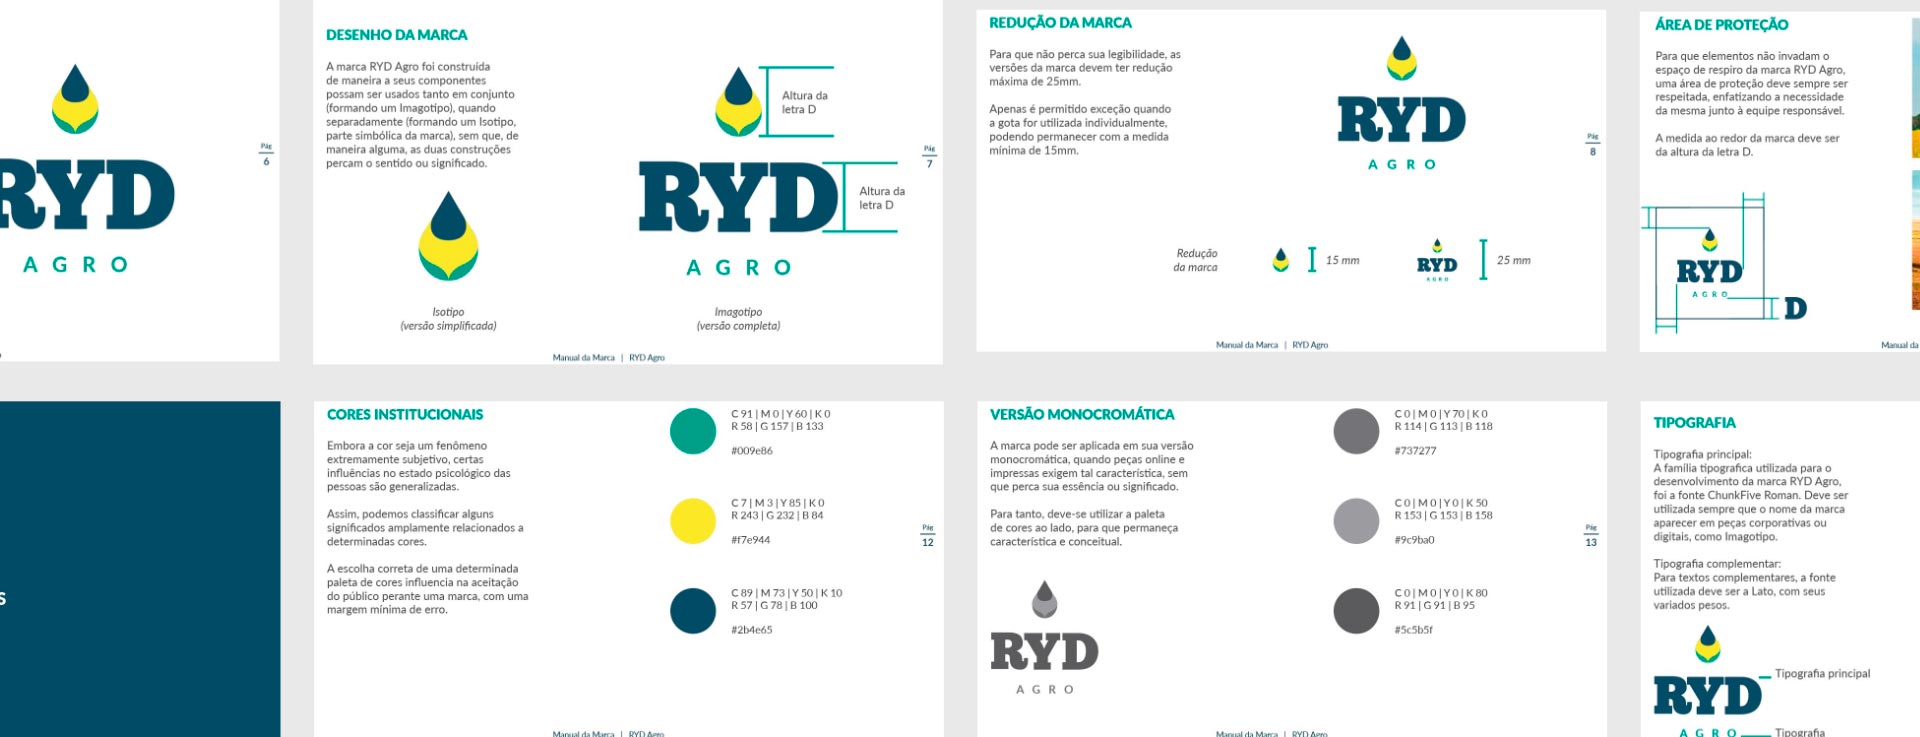 RYD
AGRO
Pág
6
DESENHO DA MARCA
A marca RYD Agro foi construída
de maneira a seus componentes
possam ser usados tanto em conjunto
(formando um Imagotipo), quando
separadamente (formando um Isotipo,
parte simbólica da marca), sem que, de
maneira alguma, as duas construções
percam o sentido ou significado.
Altura da
letra D
RYD
Altura da
letra D
AGRO
Isotipo
(versão simplificada)
Imagotipo
(versão completa)
Pág
7
Manual da Marca | RYD Agro
REDUÇÃO DA MARCA
Para que não perca sua legibilidade, as
versões da marca devem ter redução
máxima de 25mm.
Apenas é permitido exceção quando
a gota for utilizada individualmente,
podendo permanecer com a medida
mínima de 15mm.
RYD
AGRO
Redução
da marca
15 mm
RYD
AGRO
25 mm
Pág
8
Manual da Marca | RYD Agro
ÁREA DE PROTEÇÃO
Para que elementos não invadam o
espaço de respiro da marca RYD Agro,
uma área de proteção deve sempre ser
respeitada, enfatizando a necessidade
da mesma junto à equipe responsável.
A medida ao redor da marca deve ser
da altura da letra D.
RYD
AGRO
D
Manual da
S
CORES INSTITUCIONAIS
Embora a cor seja um fenômeno
extremamente subjetivo, certas
influências no estado psicológico das
pessoas são generalizadas.
Assim, podemos classificar alguns
significados amplamente relacionados a
determinadas cores.
A escolha correta de uma determinada
paleta de cores influencia na aceitação
do público perante uma marca, com uma
margem mínima de erro.
C 91 | M 0 | Y 60 | K 0
R 58 | G 157 | B 133
#009e86
C 7 | M 3 | Y 85 | K 0
R 243 | G 232 | B 84
#f7e944
C 89 | M 73 | Y 50 | K 10
R 57 | G 78 | B 100
#2b4e65
Pág
12
Manual da Marca | RYD Agro
VERSÃO MONOCROMÁTICA
A marca pode ser aplicada em sua versão
monocromática, quando peças online e
impressas exigem tal característica, sem
que perca sua essência ou significado.
Para tanto, deve-se utilizar a paleta
de cores ao lado, para que permaneça
característica e conceitual.
RYD
AGRO
C 0 | M 0 | Y 70 | K 0
R 114 | G 113 | B 118
#737277
C 0 | M 0 | Y 0 | K 50
R 153 | G 153 | B 158
#9c9ba0
C 0 | M 0 | Y 0 | K 80
R 91 | G 91 | B 95
#5c5b5f
Pág
13
Manual da Marca | RYD Agro
TIPOGRAFIA
Tipografia principal:
A família tipografica utilizada para o
desenvolvimento da marca RYD Agro,
foi a fonte ChunkFive Roman. Deve ser
utilizada sempre que o nome da marca
aparecer em peças corporativas ou
digitais, como Imagotipo.
Tipografia complementar:
Para textos complementares, a fonte
utilizada deve ser a Lato, com seus
variados pesos.
RYD
Tipografia principal
AGRO
Tipografia